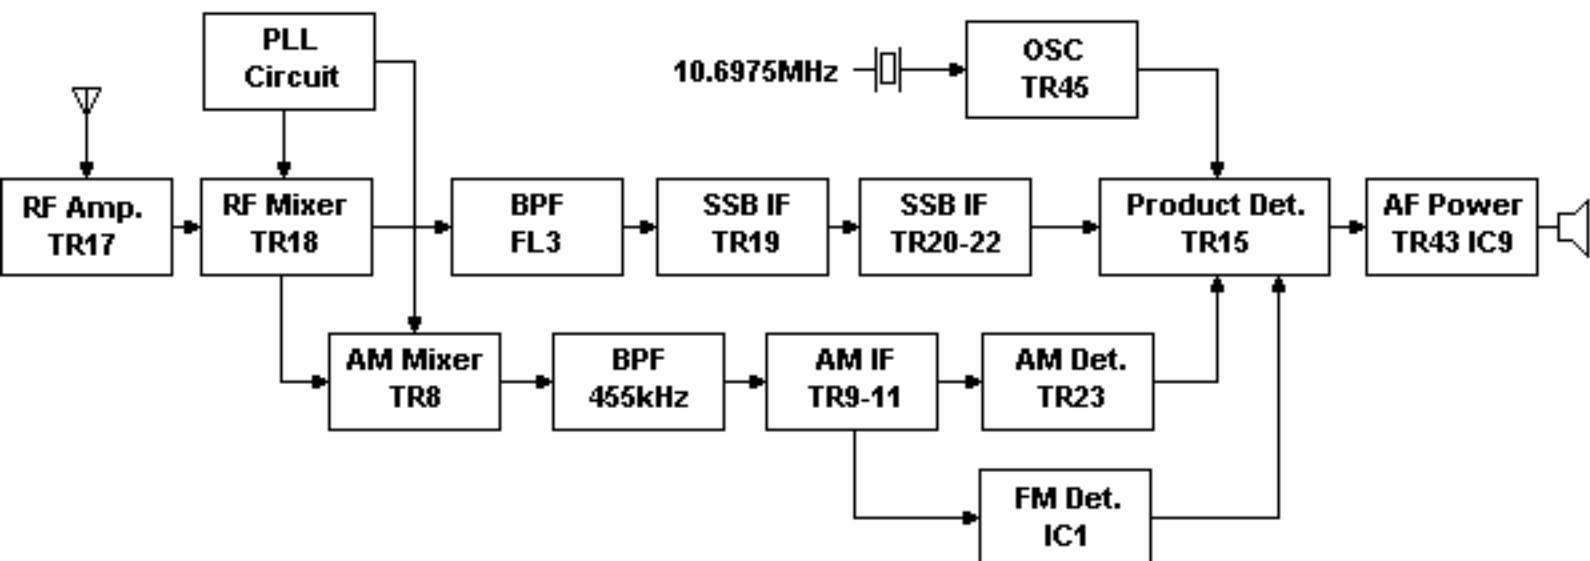 PLL
Circuit
10.6975MHz
OSC
TR45
RF Amp.
TR17
RF Mixer
TR18
BPF
FL3
SSB IF
TR19
SSB IF
TR20-22
Product Det.
TR15
AF Power
TR43 IC9
AM Mixer
TR8
BPF
455kHz
AM IF
TR9-11
AM Det.
TR23
FM Det.
IC1